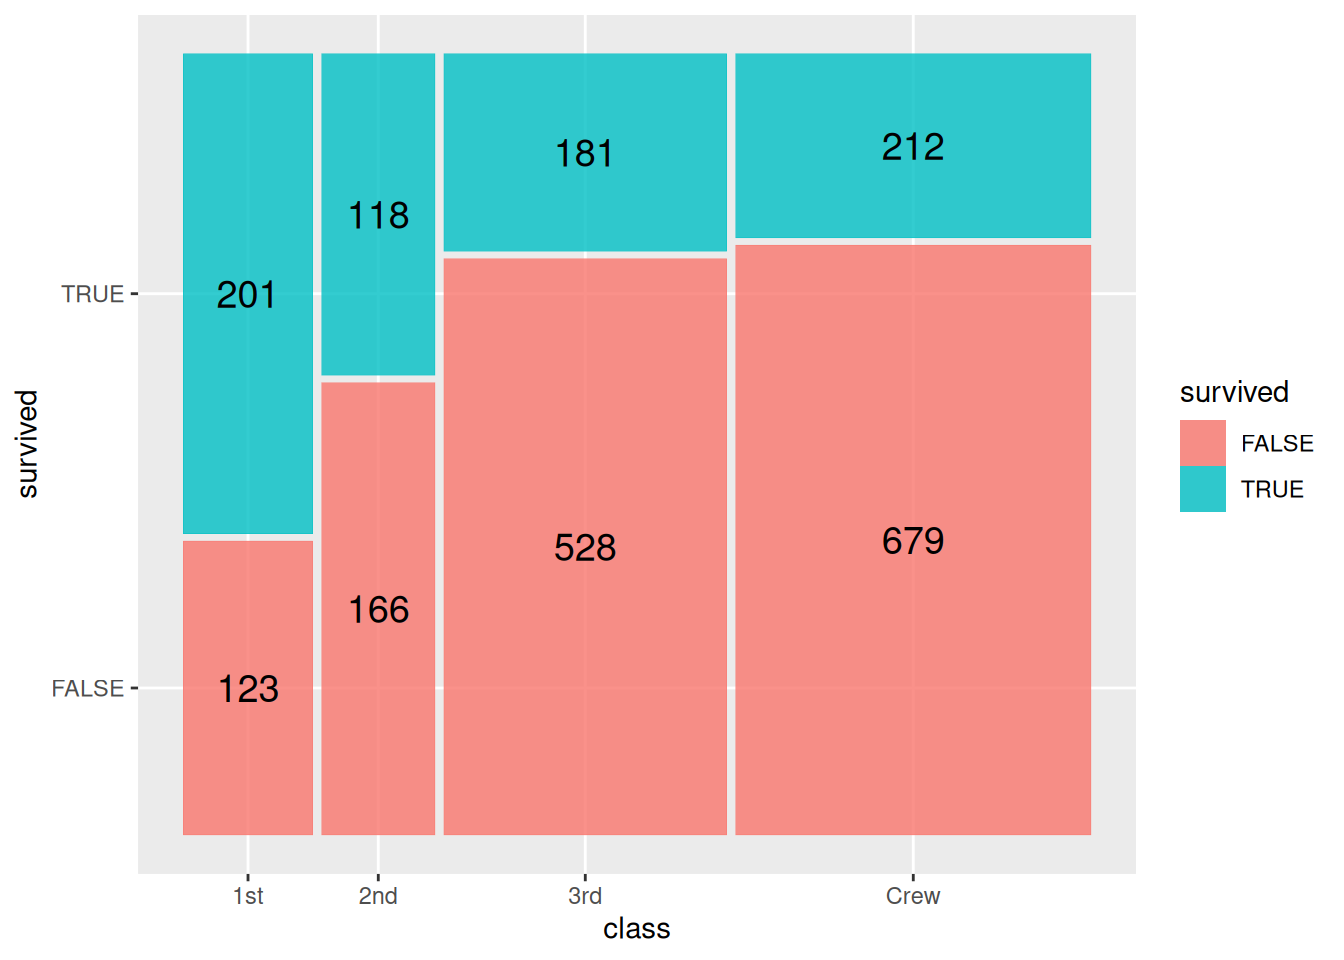 212
181
118
201
TRUE
survived
survived
FALSE
TRUE
679
528
166
123
FALSE
1st
2nd
3rd
Crew
class